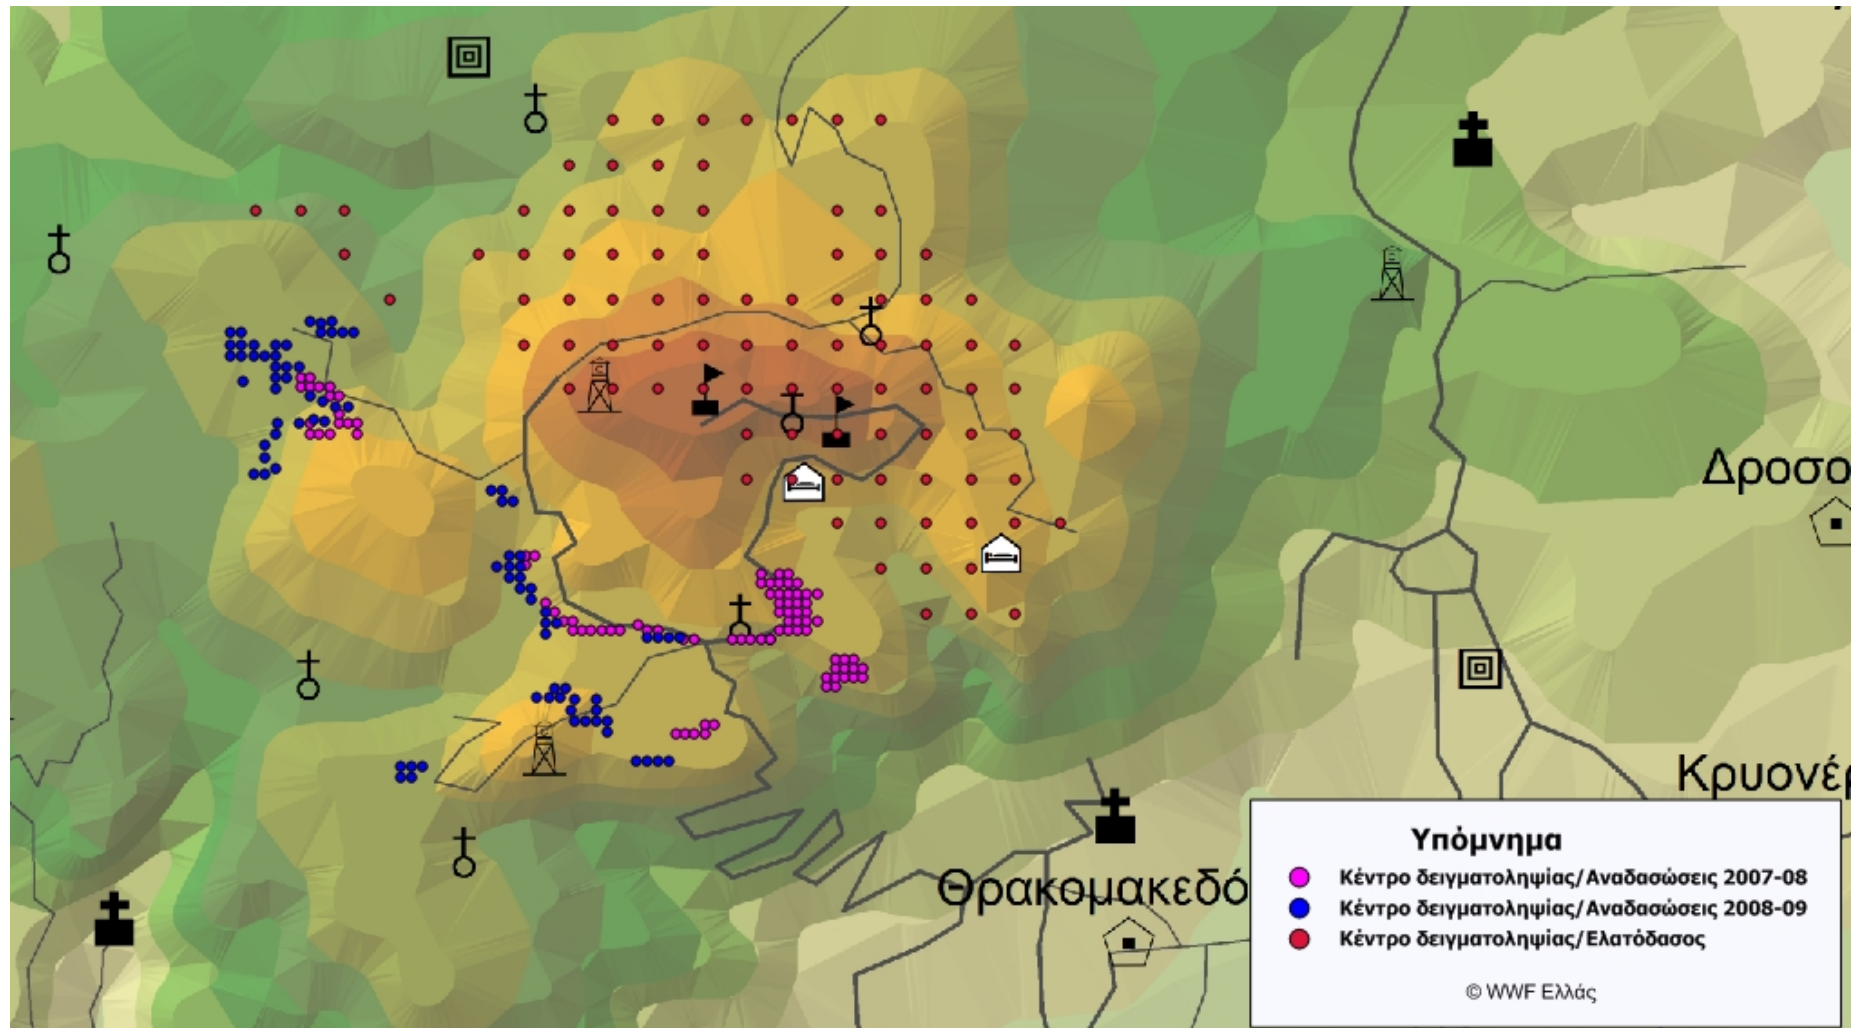 Δροσο
Κρυονέρ
Θρακομακεδό
Υπόμνημα
Κέντρο δειγματοληψίας/Αναδασώσεις 2007-08
Κέντρο δειγματοληψίας/Αναδασώσεις 2008-09
Κέντρο δειγματοληψίας/Ελατόδασος
© WWF Ελλάς